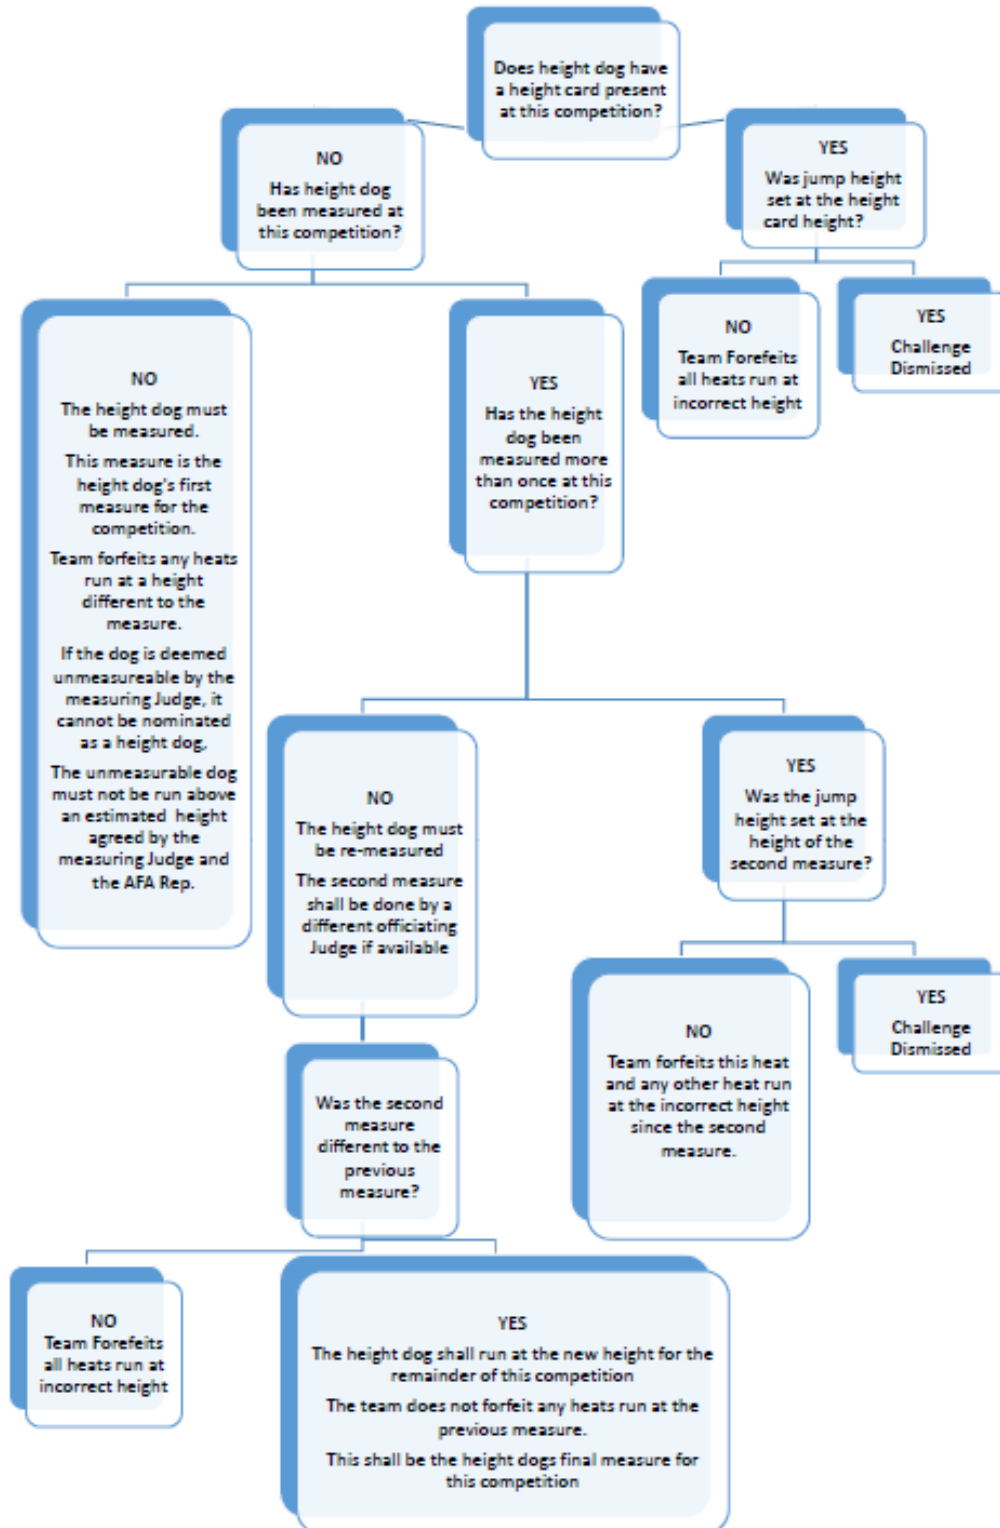 Does height dog have
a height card present
at this competition?
NO
Has height dog
been measured at
this competition?
YES
Was jump height
set at the height
card height?
NO
Team Forefeits
all heats run at
incorrect height
YES
Challenge
Dismissed
NO
The height dog must
be measured.
This measure is the
height dog's first
measure for the
competition.
Team forfeits any heats
run at a height
different to the
measure.
If the dog is deemed
unmeasureable by the
measuring Judge, it
cannot be nominated
as a height dog,
The unmeasurable dog
must not be run above
an estimated height
agreed by the
measuring Judge and
the AFA Rep.
YES
Has the height
dog been
measured more
than once at this
competition?
NO
The height dog must
be re-measured
The second measure
shall be done by a
different officiating
Judge if available
YES
Was the jump
height set at the
height of the
second measure?
NO
Team forfeits this heat
and any other heat run
at the incorrect height
since the second
measure.
YES
Challenge
Dismissed
Was the second
measure
different to the
previous
measure?
NO
Team Forefeits
all heats run at
incorrect height
YES
The height dog shall run at the new height for the
remainder of this competition
The team does not forfeit any heats run at the
previous measure.
This shall be the height dogs final measure for
this competition